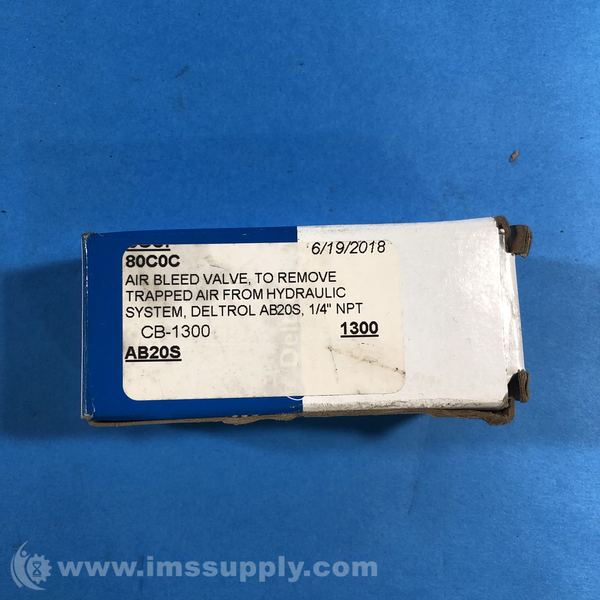 6/19/2018
80C0C
AIR BLEED VALVE, TO REMOVE
TRAPPED AIR FROM HYDRAULIC
SYSTEM, DELTROL AB20S, 1/4" NPT
CB-1300 1300
AB20S
www.imssupply.com